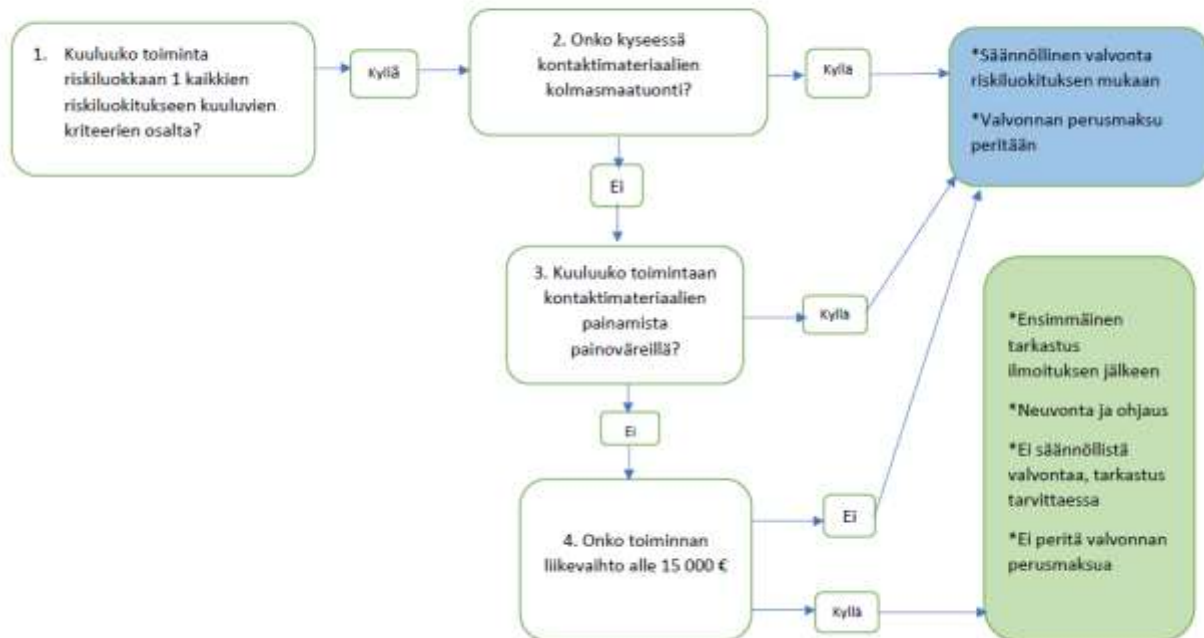 1. Kuuluuko toiminta
riskiluokkaan 1 kaikkien
riskiluokitukseen kuuluvien
kriteerien osalta?
Kyllä
2. Onko kyseessä
kontaktimateriaalien
kolmasmaatuonti?
Kyllä
*Säännöllinen valvonta
riskiluokituksen mukaan
*Valvonnan perusmaksu
peritään
Ei
3. Kuuluuko toimintaan
kontaktimateriaalien
painamista
painoväreillä?
Kyllä
Ei
4. Onko toiminnan
liikevaihto alle 15 000 €
Ei
Kyllä
*Ensimmäinen
tarkastus
ilmoituksen jälkeen
*Neuvonta ja ohjaus
*Ei säännöllistä
valvontaa, tarkastus
tarvittaessa
*Ei peritä valvonnan
perusmaksua